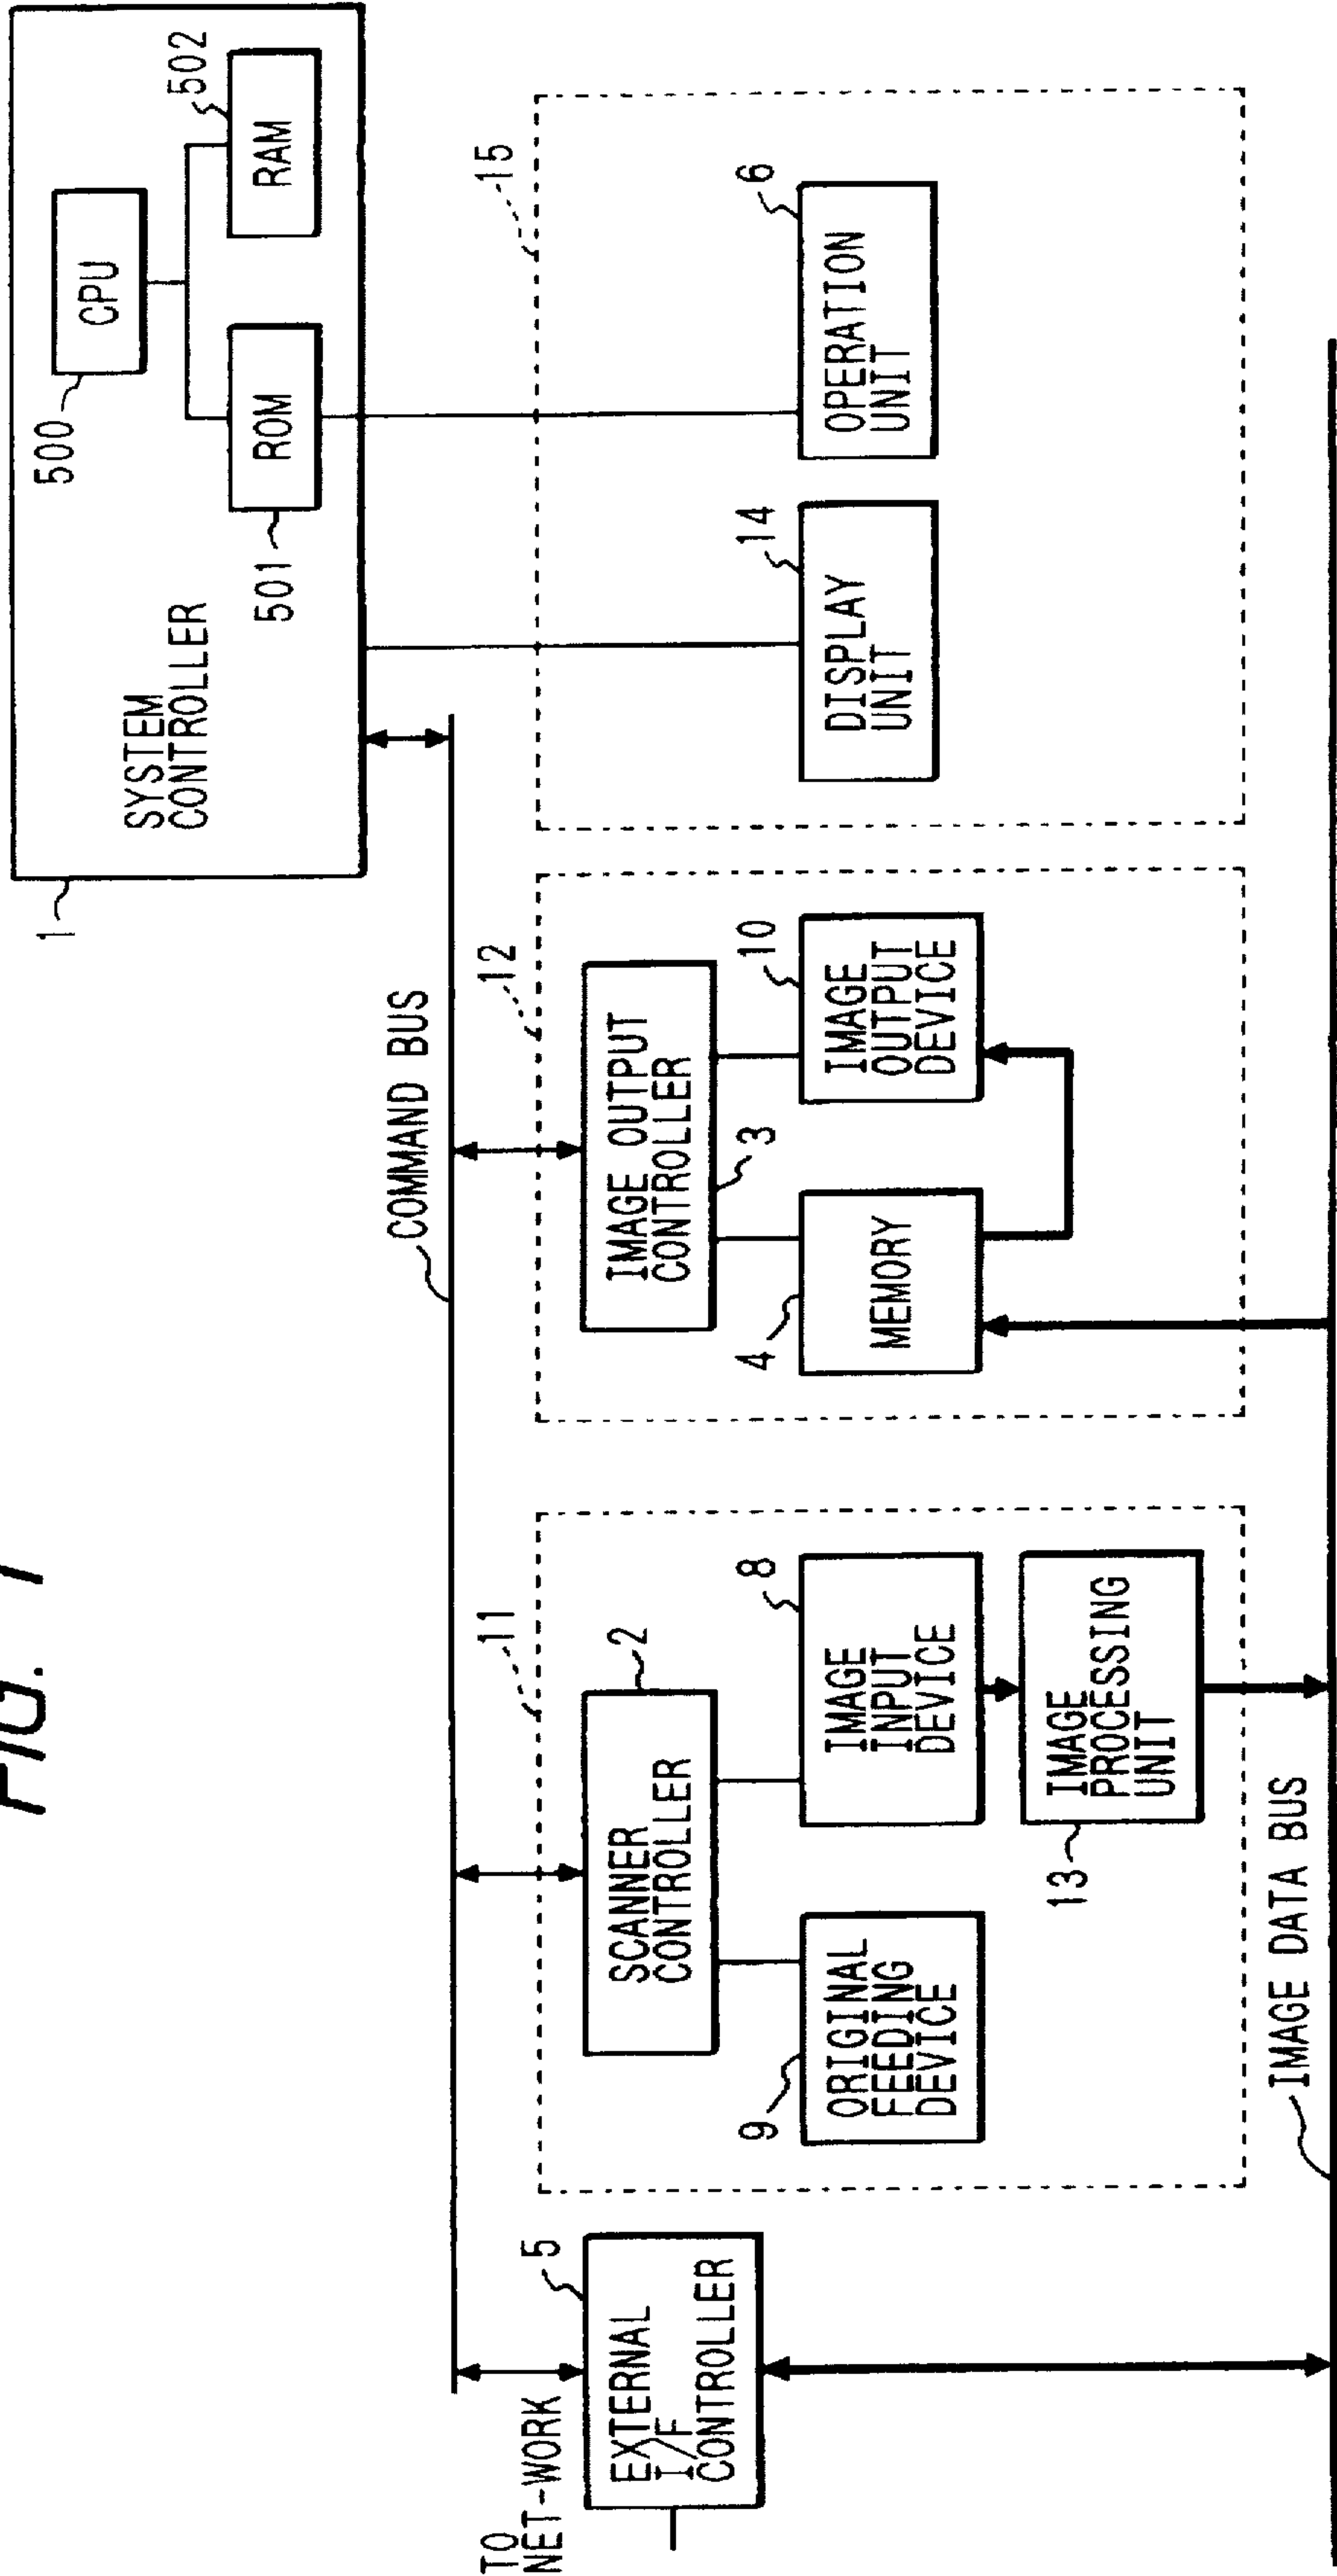 FIG. 1
1
SYSTEM
CONTROLLER
500
CPU
501
ROM
502
RAM
COMMAND BUS
TO
NET-WORK
5
EXTERNAL
I/F
CONTROLLER
11
SCANNER
CONTROLLER
2
9
ORIGINAL
FEEDING
DEVICE
8
IMAGE
INPUT
DEVICE
13
IMAGE
PROCESSING
UNIT
12
IMAGE OUTPUT
CONTROLLER
3
4
MEMORY
10
IMAGE
OUTPUT
DEVICE
15
14
DISPLAY
UNIT
6
OPERATION
UNIT
IMAGE DATA BUS